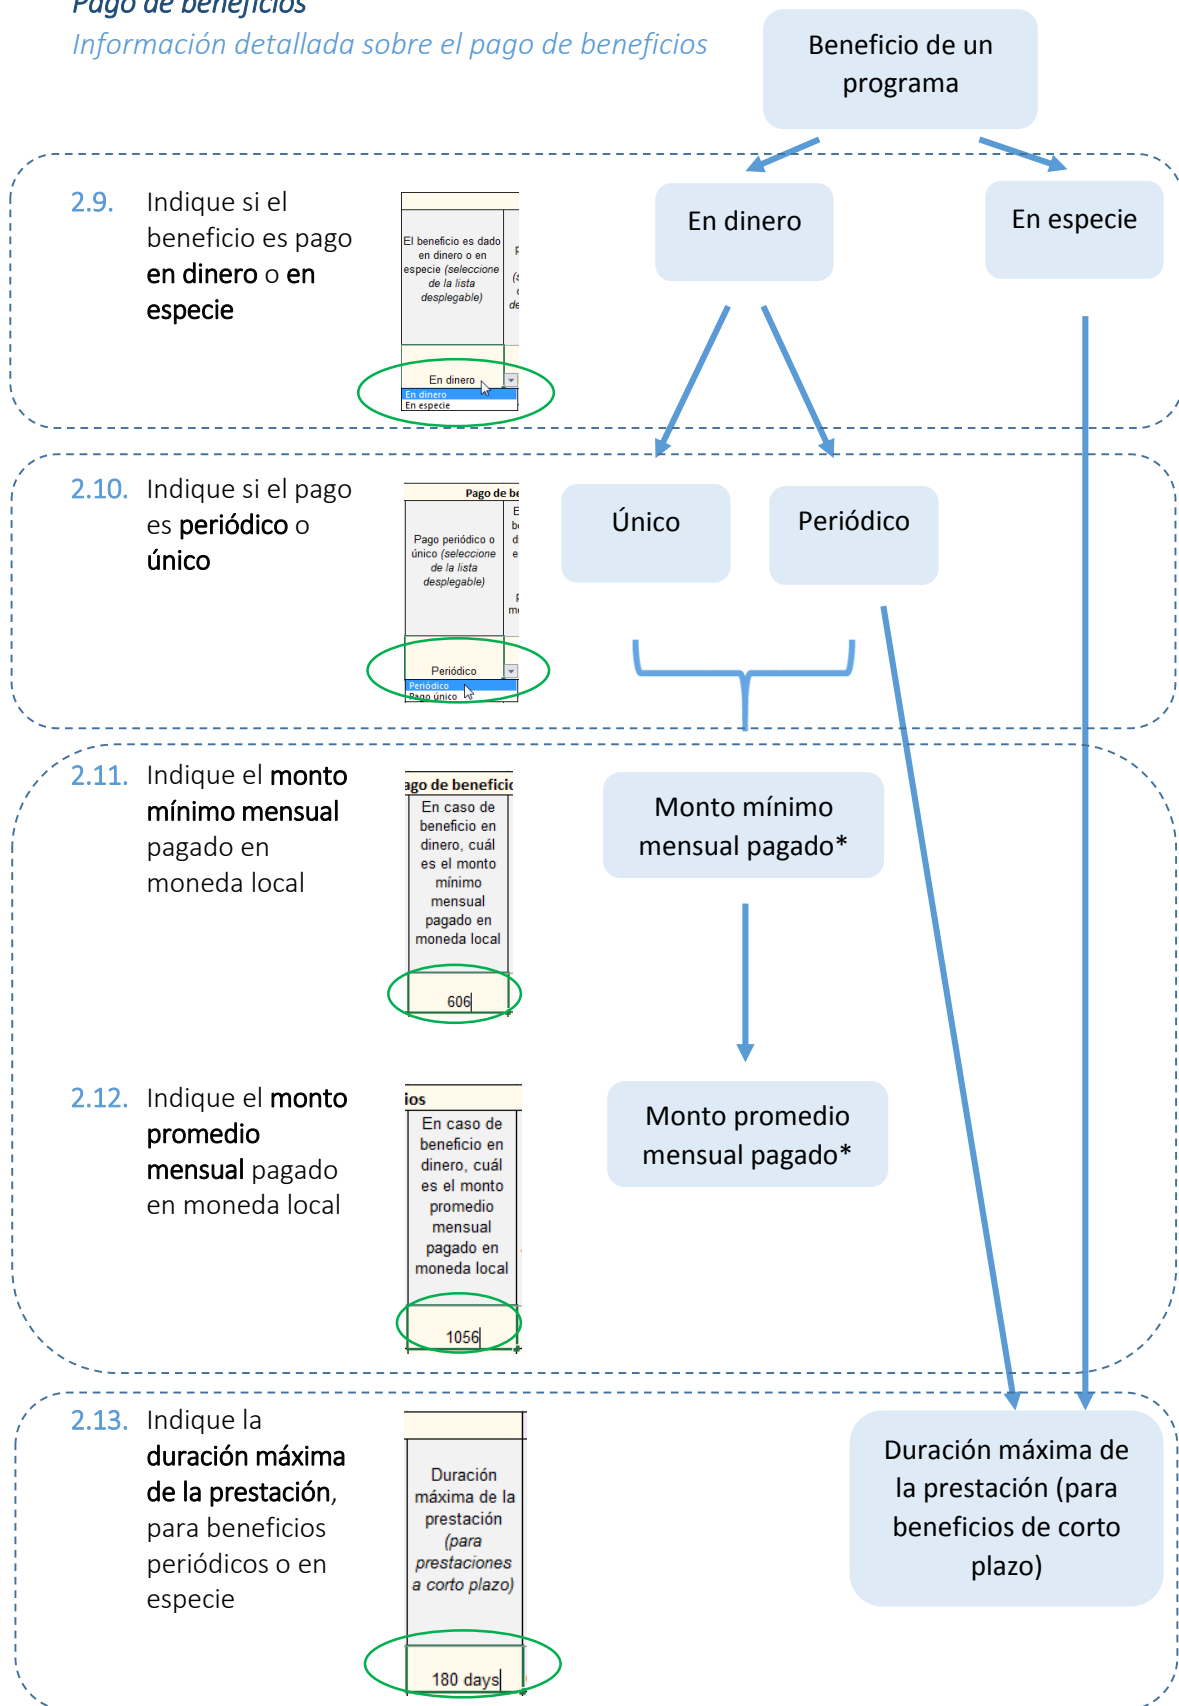 Pago de beneficios
Información detallada sobre el pago de beneficios
Beneficio de un
programa
2.9. Indique si el
beneficio es pago
en dinero o en
especie
El beneficio es dado
en dinero o en
especie (seleccione
de la lista
desplegable)
En dinero
En dinero
En especie
En dinero
En especie
2.10. Indique si el pago
es periódico o
único
Pago de be
Pago periódico o
único (seleccione
de la lista
desplegable)
Periódico
Periódico
Pago único
Único
Periódico
2.11. Indique el monto
mínimo mensual
pagado en
moneda local
ago de beneficio
En caso de
beneficio en
dinero, cuál
es el monto
mínimo
mensual
pagado en
moneda local
606
Monto mínimo
mensual pagado*
2.12. Indique el monto
promedio
mensual pagado
en moneda local
ios
En caso de
beneficio en
dinero, cuál
es el monto
promedio
mensual
pagado en
moneda local
1056
Monto promedio
mensual pagado*
2.13. Indique la
duración máxima
de la prestación,
para beneficios
periódicos o en
especie
Duración
máxima de la
prestación
(para
prestaciones
a corto plazo)
180 days
Duración máxima de
la prestación (para
beneficios de corto
plazo)